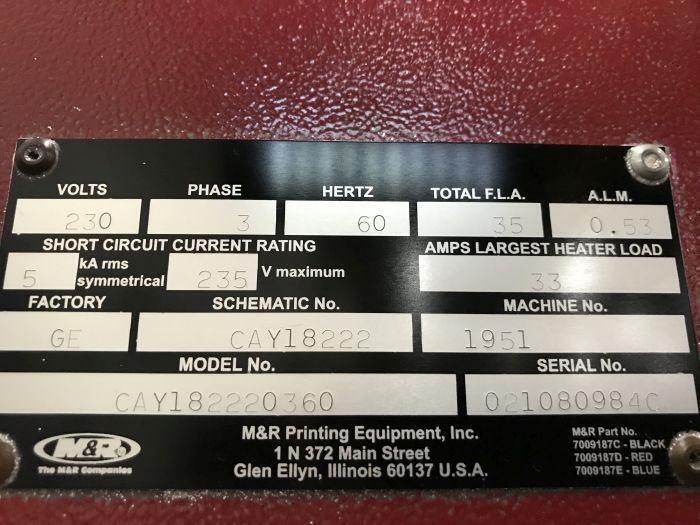 VOLTS PHASE HERTZ TOTAL F.L.A. A.L.M.
230 3 60 35 0.53
SHORT CIRCUIT CURRENT RATING AMPS LARGEST HEATER LOAD
5 kA rms symmetrical 235 V maximum 33
FACTORY SCHEMATIC No. MACHINE No.
GE CAY18222 1951
MODEL No. SERIAL No.
CAY182220360 021080984C
M&R
The M&R Companies
M&R Printing Equipment, Inc.
1 N 372 Main Street
Glen Ellyn, Illinois 60137 U.S.A.
M&R Part No.
7009187C - BLACK
7009187D - RED
7009187E - BLUE